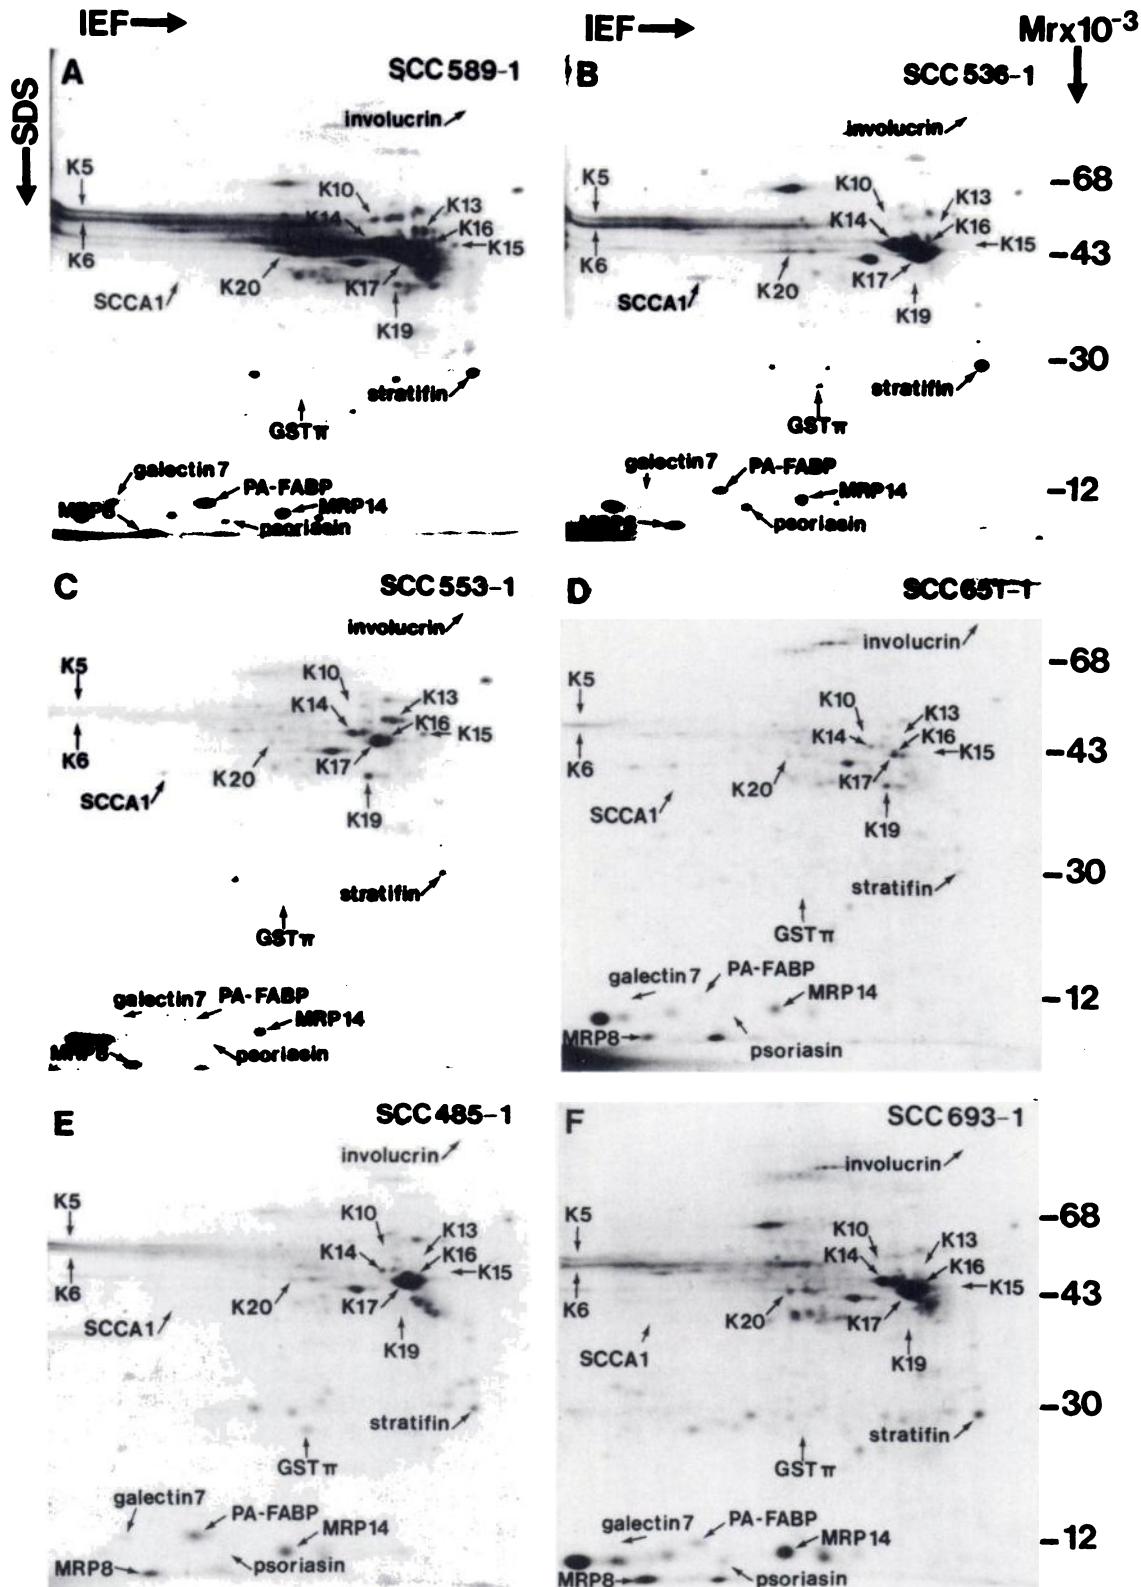 IEF
IEF
Mrx10-3
SDS
A
SCC 589-1
involucrin
K5
K10
K13
K14
K16
K15
K6
SCCA1
K20
K17
K19
stratifin
GSTπ
galectin7
PA-FABP
MRP8
MRP14
psoriasin
B
SCC 536-1
involucrin
K5
K10
K13
K14
K16
K15
K6
SCCA1
K20
K17
K19
stratifin
GSTπ
galectin7
PA-FABP
MRP8
MRP14
psoriasin
-68
-43
-30
-12
C
SCC 553-1
involucrin
K5
K10
K13
K14
K16
K15
K6
SCCA1
K20
K17
K19
stratifin
GSTπ
galectin7
PA-FABP
MRP14
MRP8
psoriasin
D
SCC 651-1
involucrin
K5
K10
K13
K14
K16
K15
K6
SCCA1
K20
K17
K19
stratifin
GSTπ
galectin7
PA-FABP
MRP14
MRP8
psoriasin
-68
-43
-30
-12
E
SCC 485-1
involucrin
K5
K10
K13
K14
K16
K15
K6
SCCA1
K20
K17
K19
stratifin
GSTπ
galectin7
PA-FABP
MRP14
MRP8
psoriasin
F
SCC 693-1
involucrin
K5
K10
K13
K14
K16
K15
K6
SCCA1
K20
K17
K19
stratifin
GSTπ
galectin7
PA-FABP
MRP14
MRP8
psoriasin
-68
-43
-30
-12